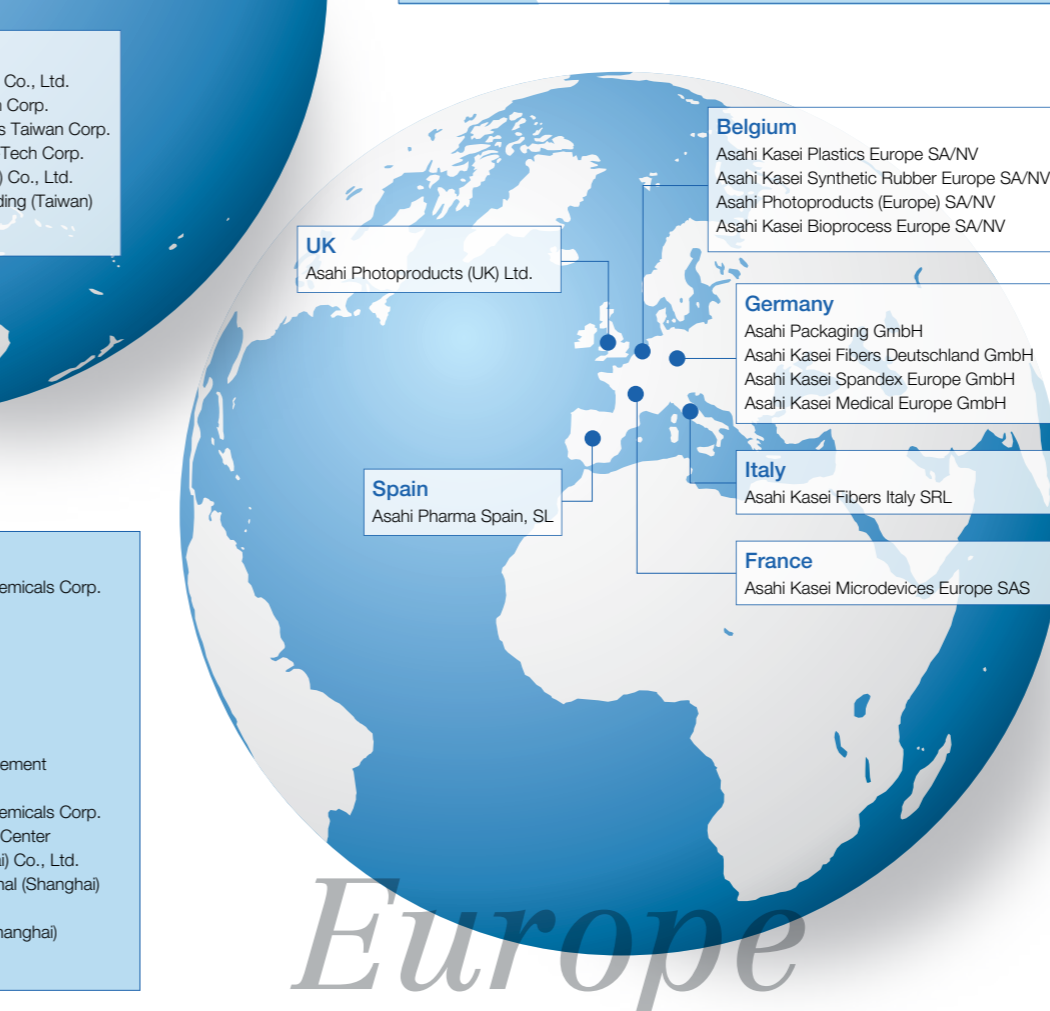 Co., Ltd.
Corp.
s Taiwan Corp.
Tech Corp.
) Co., Ltd.
ding (Taiwan)
Belgium
Asahi Kasei Plastics Europe SA/NV
Asahi Kasei Synthetic Rubber Europe SA/NV
Asahi Photoproducts (Europe) SA/NV
Asahi Kasei Bioprocess Europe SA/NV
UK
Asahi Photoproducts (UK) Ltd.
Germany
Asahi Packaging GmbH
Asahi Kasei Fibers Deutschland GmbH
Asahi Kasei Spandex Europe GmbH
Asahi Kasei Medical Europe GmbH
Italy
Asahi Kasei Fibers Italy SRL
Spain
Asahi Pharma Spain, SL
France
Asahi Kasei Microdevices Europe SAS
emicals Corp.
ement
emicals Corp.
Center
ai) Co., Ltd.
nal (Shanghai)
hanghai)
Europe